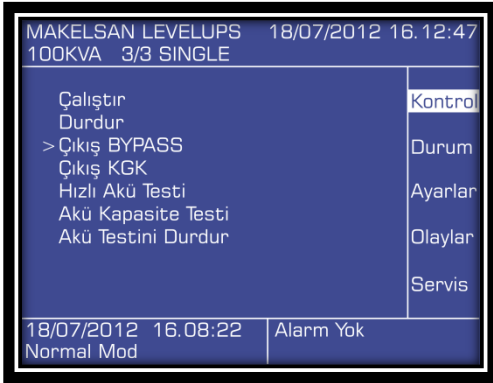 MAKELSAN LEVELUPS 18/07/2012 16.12:47
100KVA 3/3 SINGLE
Çalıştır
Durdur
>Çıkış BYPASS
Çıkış KGK
Hızlı Akü Testi
Akü Kapasite Testi
Akü Testini Durdur
Kontrol
Durum
Ayarlar
Olaylar
Servis
18/07/2012 16.08:22
Normal Mod
Alarm Yok